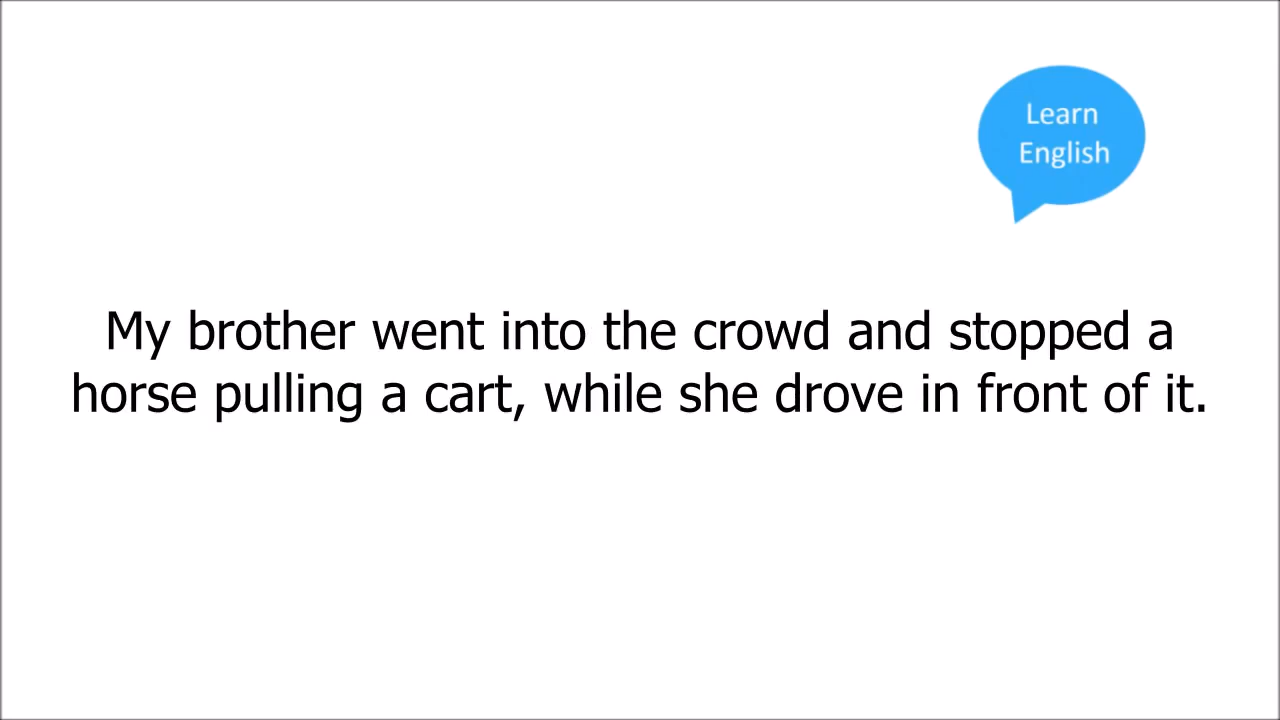 Learn
English
My brother went into the crowd and stopped a
horse pulling a cart, while she drove in front of it.